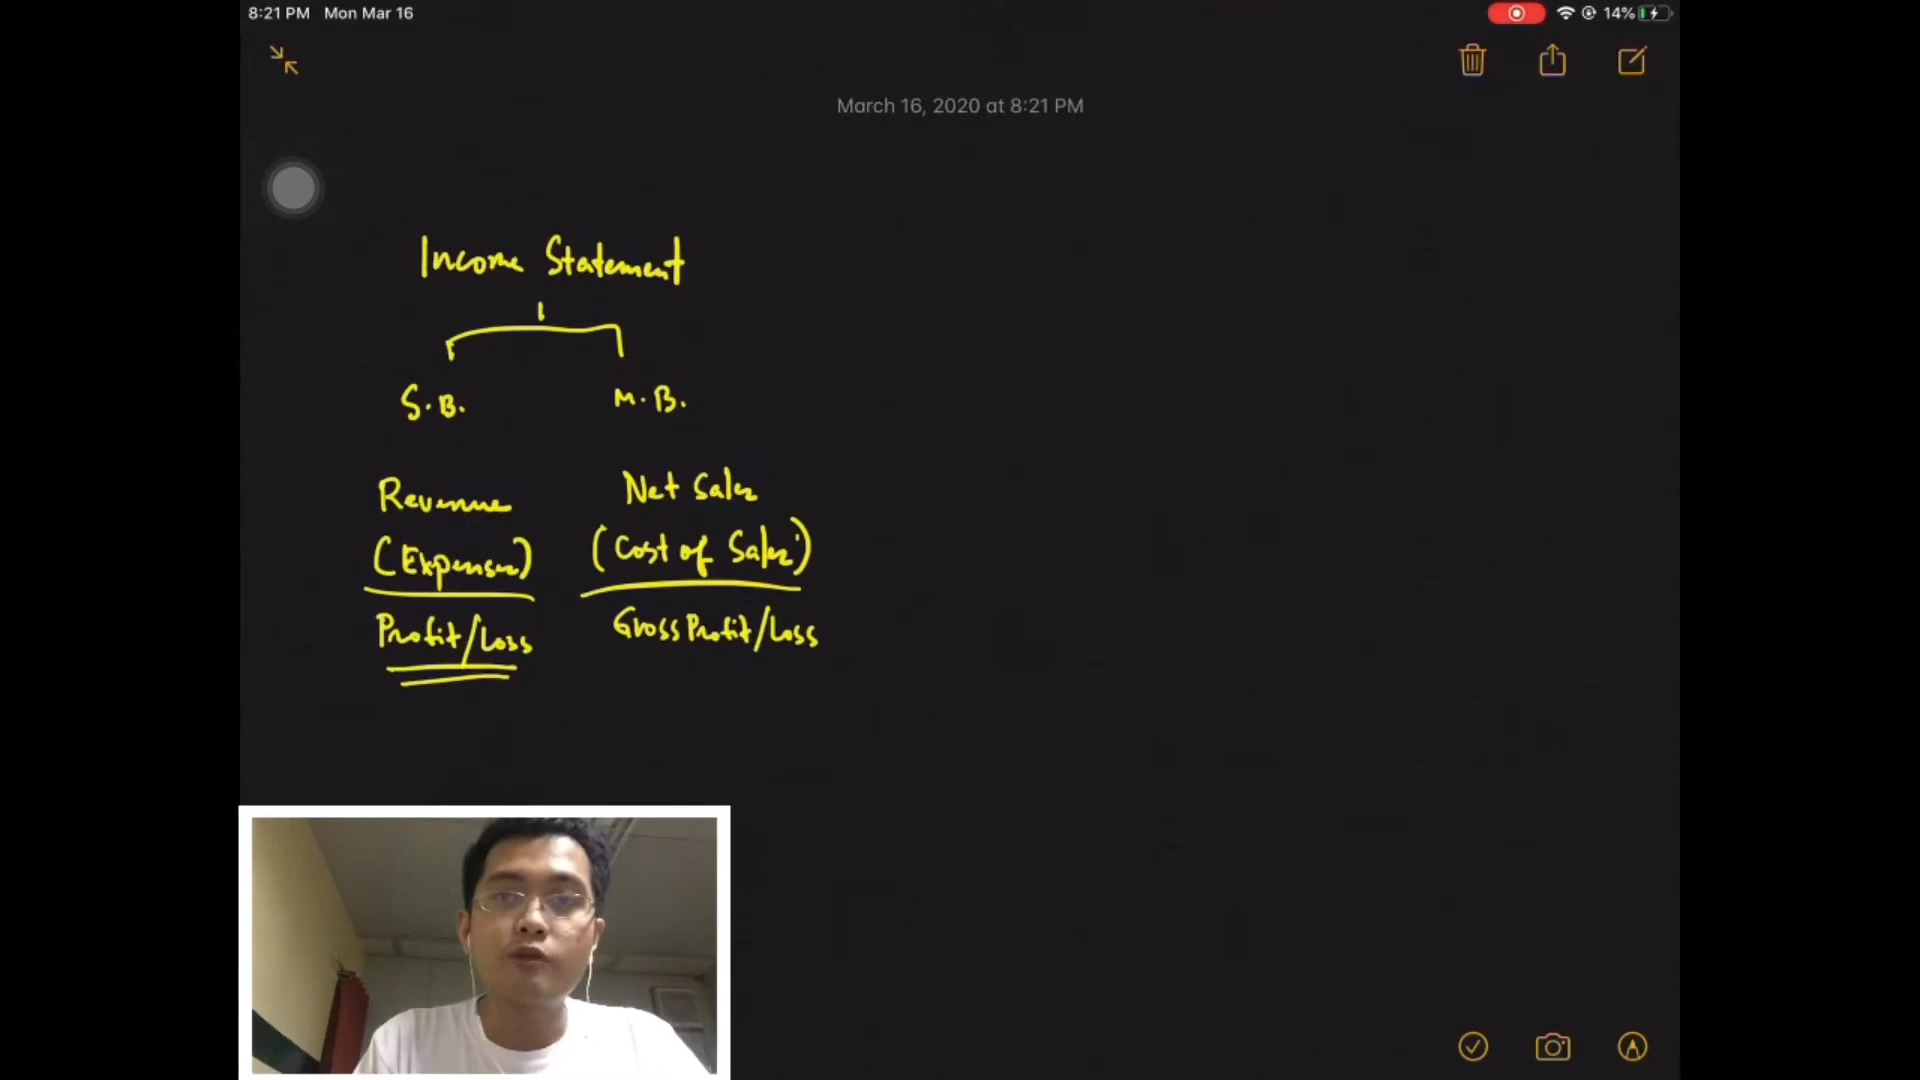 8:21 PM Mon Mar 16
14%
March 16, 2020 at 8:21 PM
Income Statement
S.B. M.B.
Revenue Net Sales
(Expenses) (Cost of Sales)
Profit/Loss Gross Profit/Loss